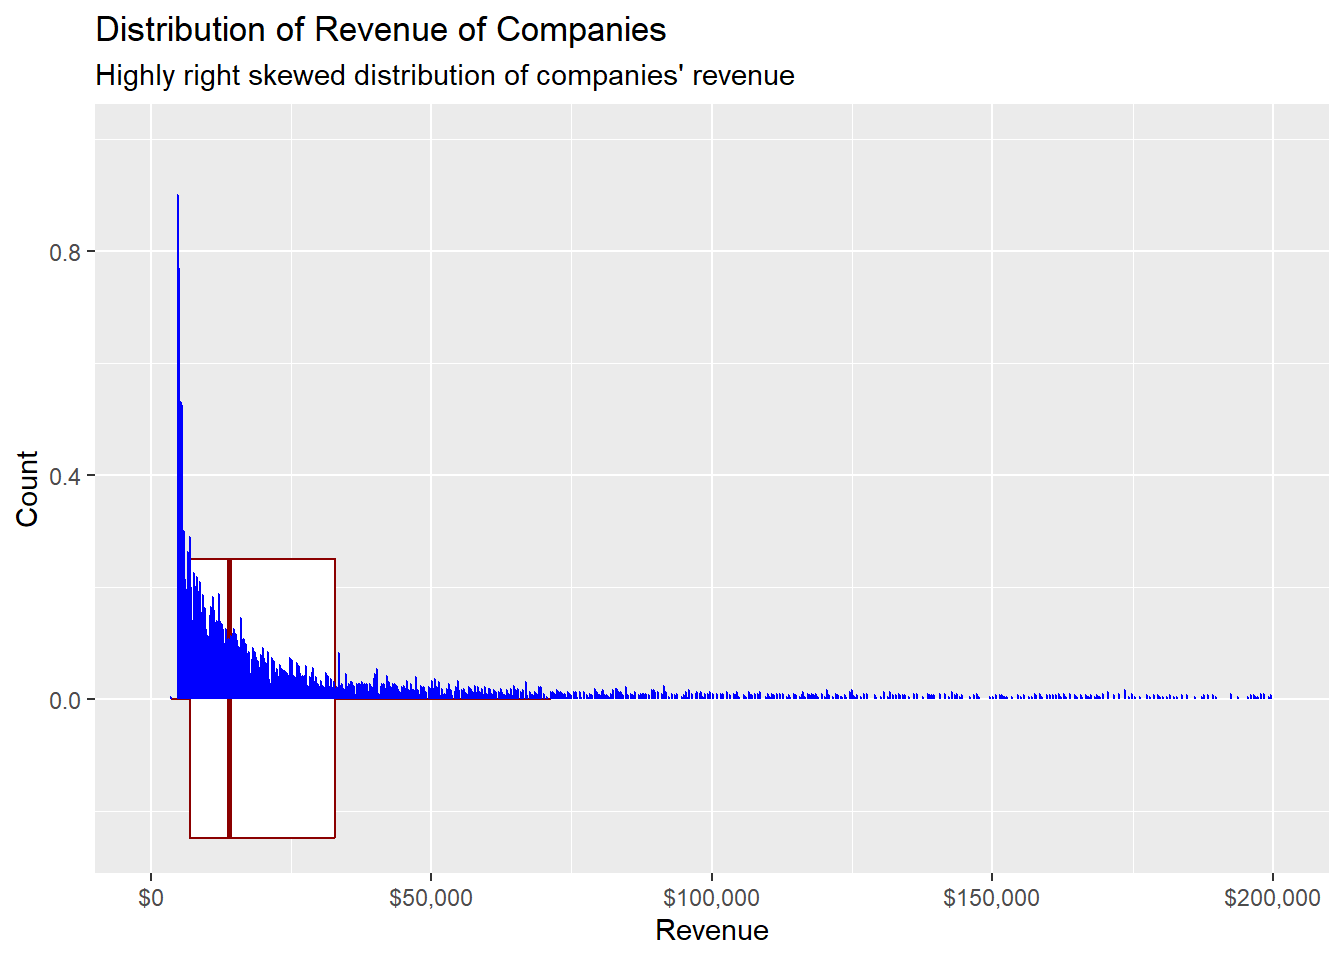 Distribution of Revenue of Companies
Highly right skewed distribution of companies' revenue
0.8
0.4
0.0
Count
$0
$50,000
$100,000
$150,000
$200,000
Revenue